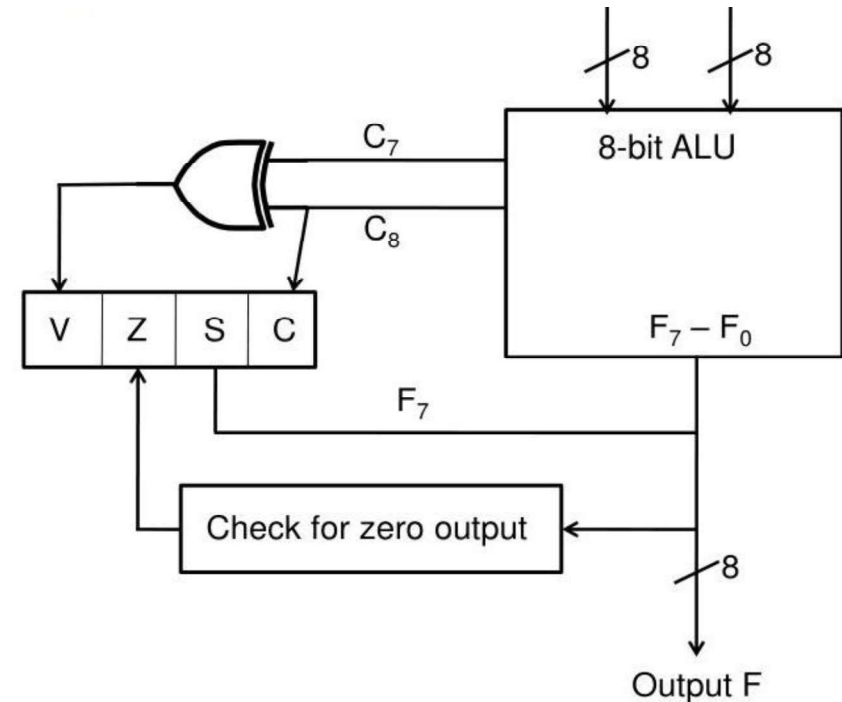 8 8
8-bit ALU
C₇
C₈
V Z S C
F₇ – F₀
F₇
Check for zero output
8
Output F